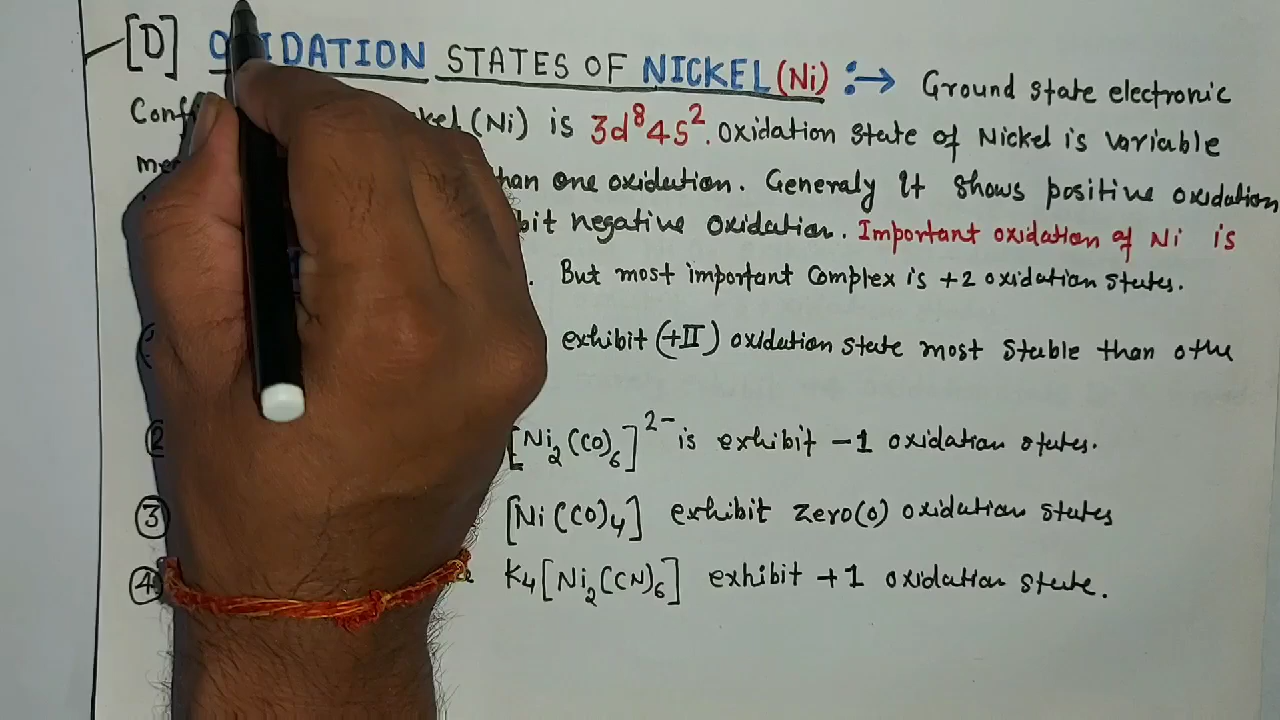 [D] OXIDATION STATES OF NICKEL (Ni) :→ Ground state electronic
(Ni) is 3d⁸4s². oxidation state of Nickel is variable
than one oxidation. Generaly It shows positive oxidation
negative oxidation. Important oxidation of Ni is
. But most important Complex is +2 oxidation states.
exhibit (+II) oxidation state most stable than othe
② [Ni₂(CO)₆]²⁻ is exhibit -1 oxidation states.
③ [Ni(CO)₄] exhibit zero(0) oxidation states
④ K₄[Ni₂(CN)₆] exhibit +1 oxidation state.